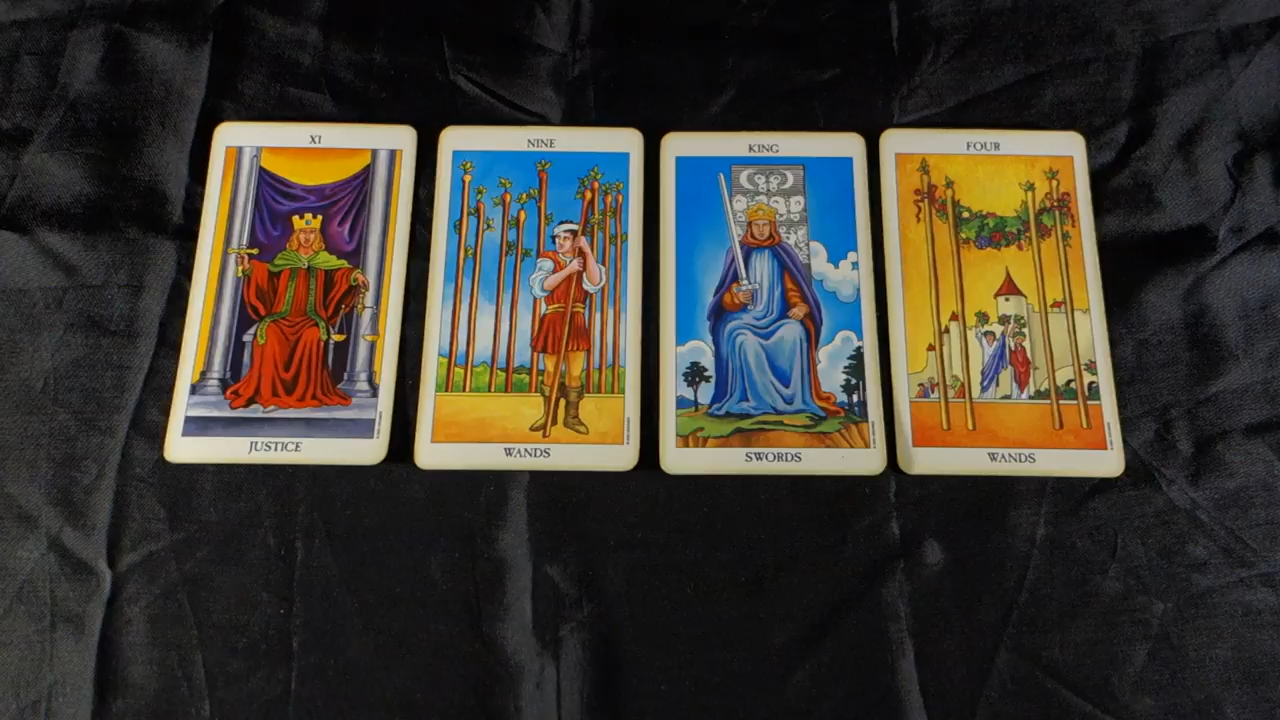 XI
JUSTICE
NINE
WANDS
KING
SWORDS
FOUR
WANDS